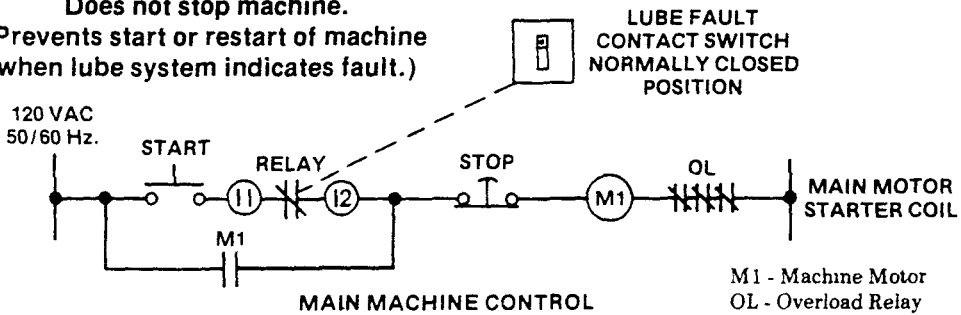 Does not stop machine.
Prevents start or restart of machine
when lube system indicates fault.)
LUBE FAULT
CONTACT SWITCH
NORMALLY CLOSED
POSITION
120 VAC
50/60 Hz.
START
RELAY
STOP
OL
11
12
M1
MAIN MOTOR
STARTER COIL
M1
MAIN MACHINE CONTROL
M1 - Machine Motor
OL - Overload Relay